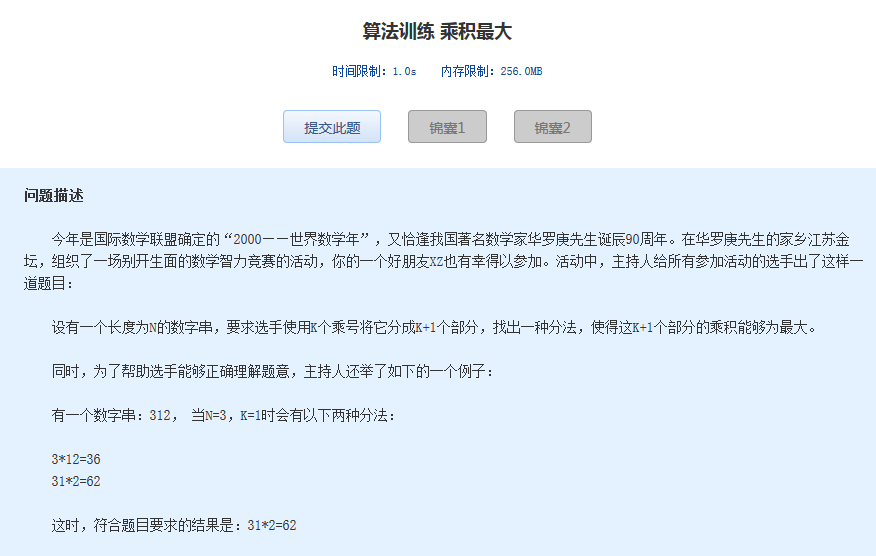 算法训练 乘积最大
时间限制：1.0s 内存限制：256.0MB
提交此题 锦囊1 锦囊2
问题描述
今年是国际数学联盟确定的“2000——世界数学年”，又恰逢我国著名数学家华罗庚先生诞辰90周年。在华罗庚先生的家乡江苏金
坛，组织了一场别开生面的数学智力竞赛的活动，你的一个好朋友XZ也有幸得以参加。活动中，主持人给所有参加活动的选手出了这样一
道题目：
设有一个长度为N的数字串，要求选手使用K个乘号将它分成K+1个部分，找出一种分法，使得这K+1个部分的乘积能够为最大。
同时，为了帮助选手能够正确理解题意，主持人还举了如下的一个例子：
有一个数字串：312， 当N=3，K=1时会有以下两种分法：
3*12=36
31*2=62
这时，符合题目要求的结果是：31*2=62